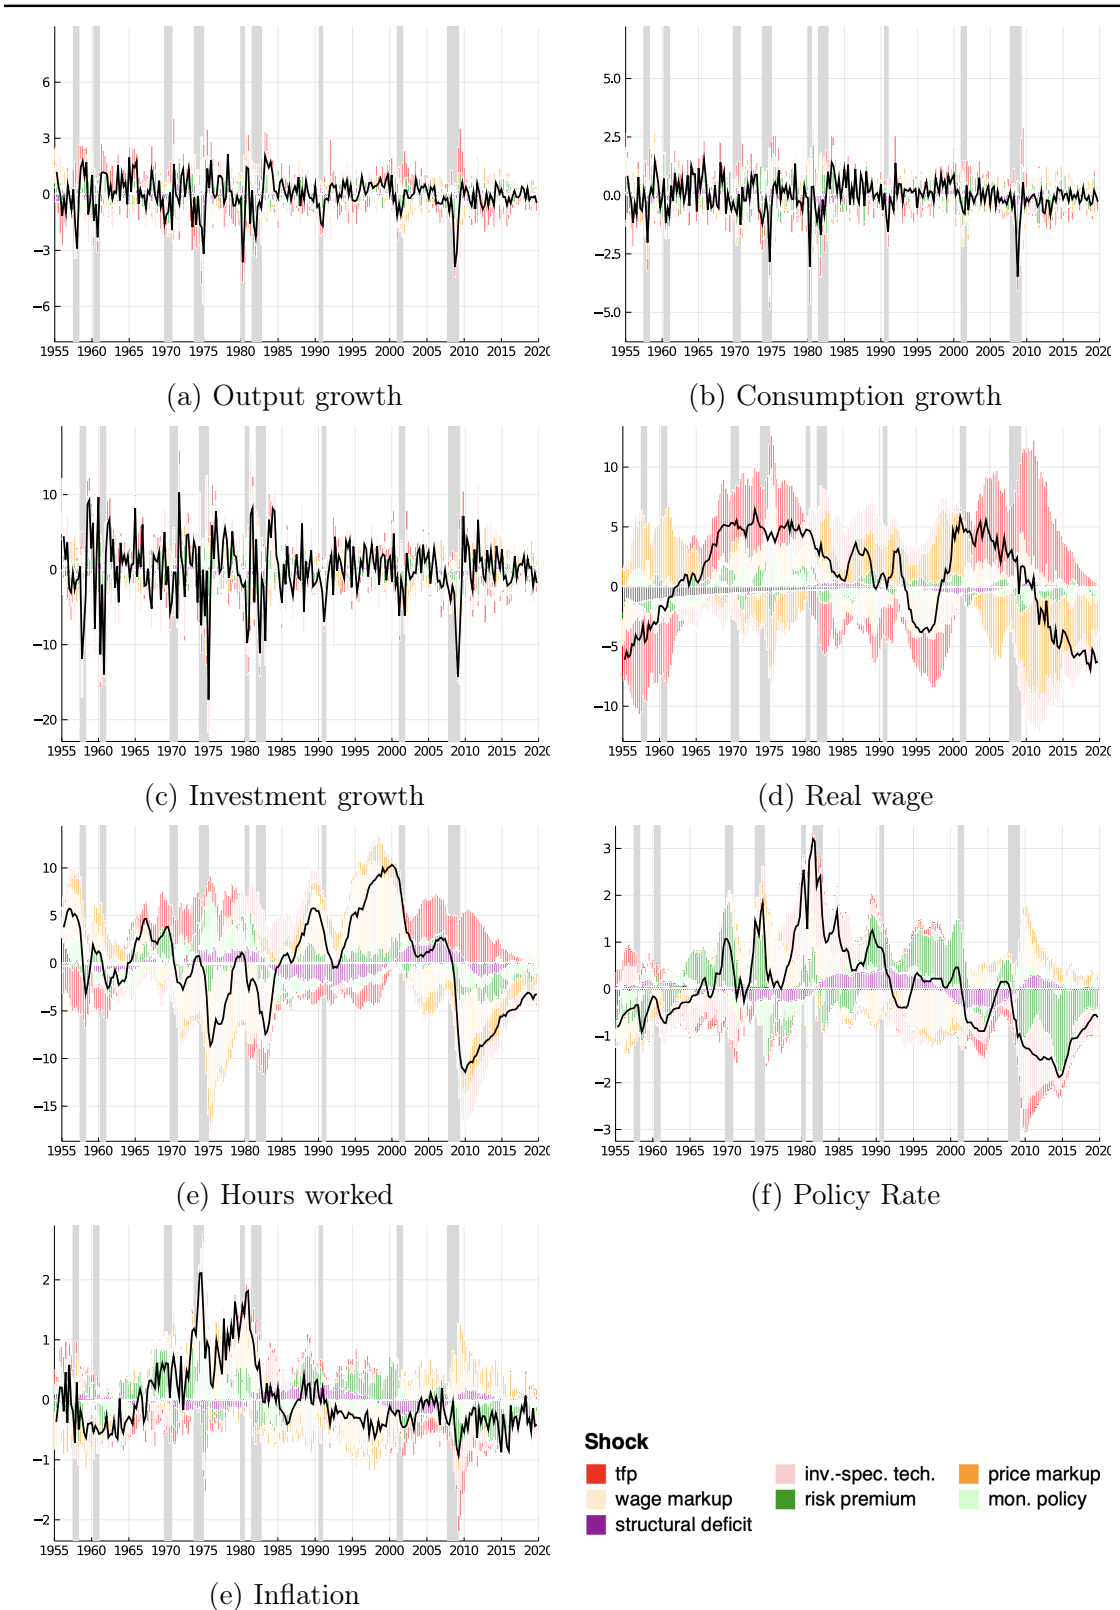 6
3
0
−3
−6
1955 1960 1965 1970 1975 1980 1985 1990 1995 2000 2005 2010 2015 2020
(a) Output growth
5.0
2.5
0.0
−2.5
−5.0
1955 1960 1965 1970 1975 1980 1985 1990 1995 2000 2005 2010 2015 2020
(b) Consumption growth
10
0
−10
−20
1955 1960 1965 1970 1975 1980 1985 1990 1995 2000 2005 2010 2015 2020
(c) Investment growth
10
5
0
−5
−10
1955 1960 1965 1970 1975 1980 1985 1990 1995 2000 2005 2010 2015 2020
(d) Real wage
10
5
0
−5
−10
−15
1955 1960 1965 1970 1975 1980 1985 1990 1995 2000 2005 2010 2015 2020
(e) Hours worked
3
2
1
0
−1
−2
−3
1955 1960 1965 1970 1975 1980 1985 1990 1995 2000 2005 2010 2015 2020
(f) Policy Rate
2
1
0
−1
−2
1955 1960 1965 1970 1975 1980 1985 1990 1995 2000 2005 2010 2015 2020
(e) Inflation
Shock
tfp inv.-spec. tech. price markup
wage markup risk premium mon. policy
structural deficit